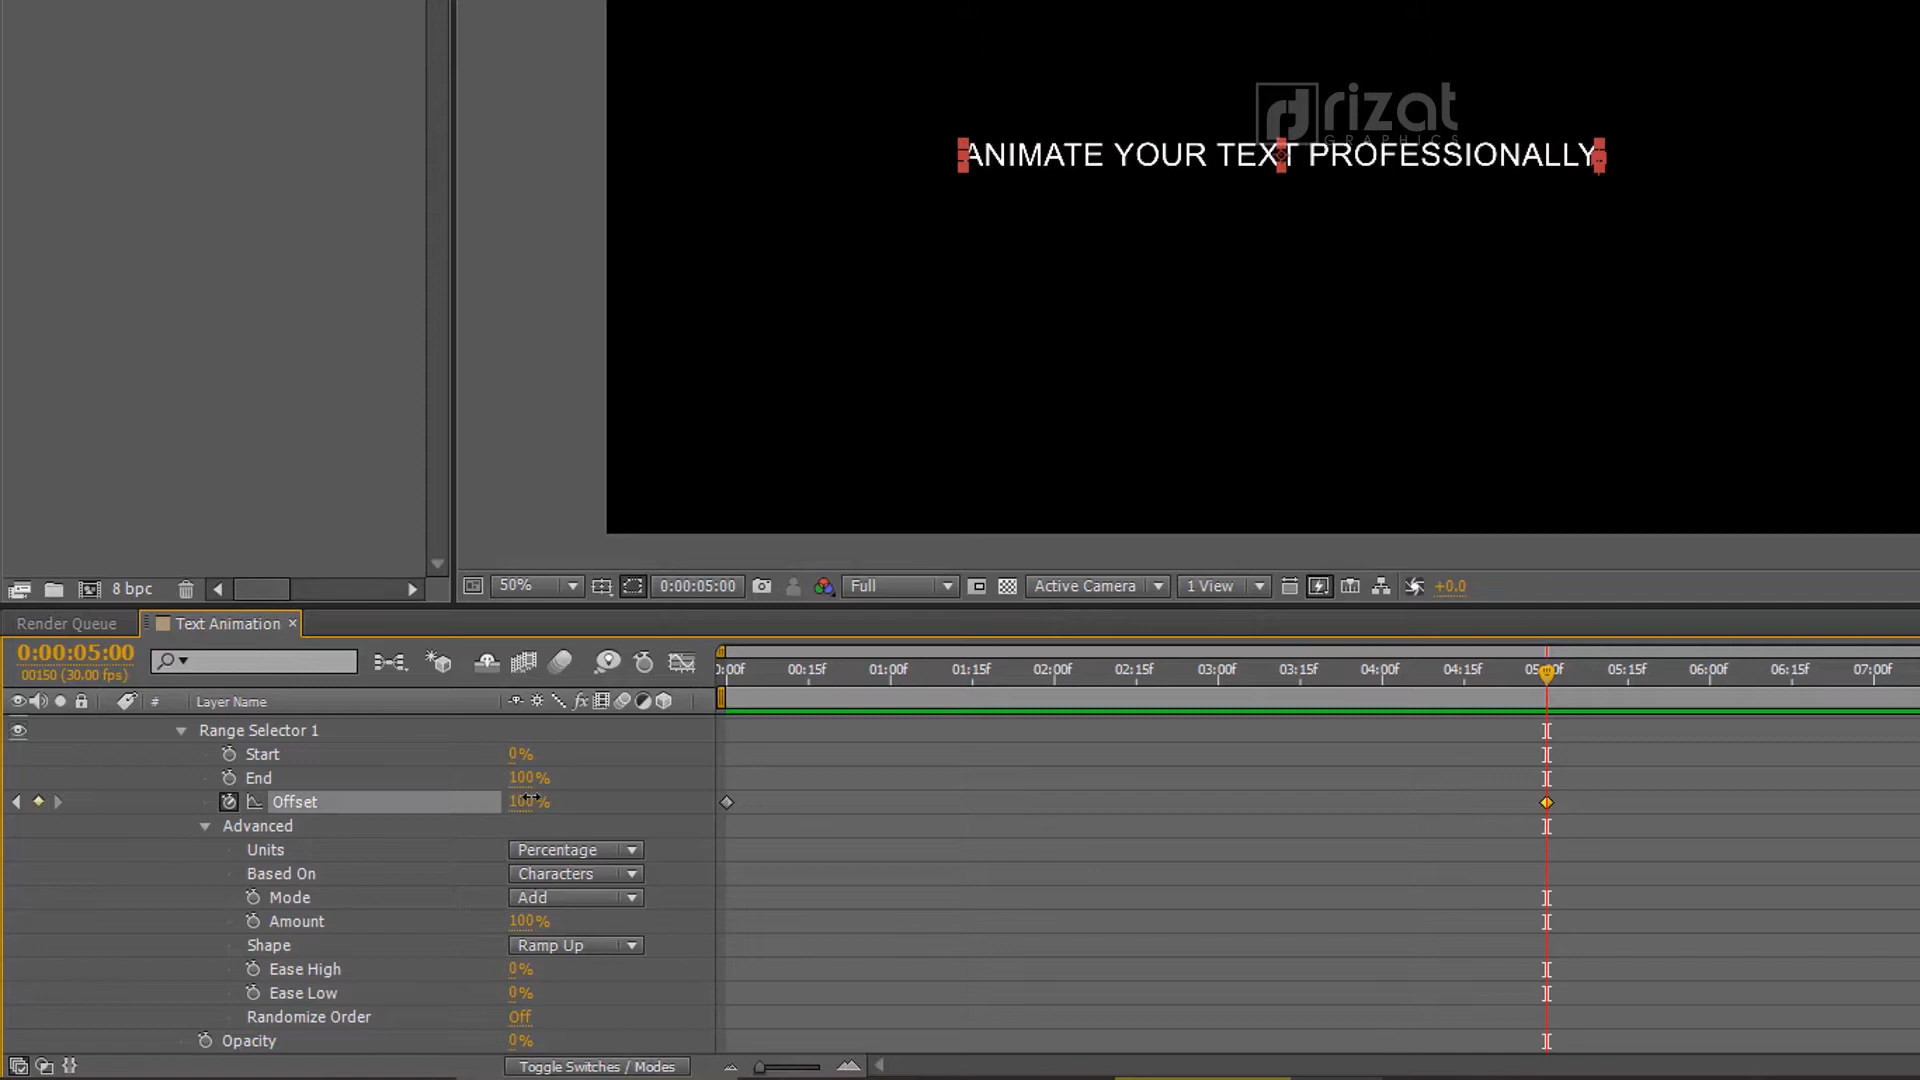 rizat
GRAPHICS
ANIMATE YOUR TEXT PROFESSIONALLY
8 bpc
50%
0:00:05:00
Full
Active Camera
1 View
+0.0
Render Queue
Text Animation ×
0:00:05:00
00150 (30.00 fps)
0:00f 00:15f 01:00f 01:15f 02:00f 02:15f 03:00f 03:15f 04:00f 04:15f 05:00f 05:15f 06:00f 06:15f 07:00f
# Layer Name fx
Range Selector 1
Start 0%
End 100%
Offset 100%
Advanced
Units Percentage
Based On Characters
Mode Add
Amount 100%
Shape Ramp Up
Ease High 0%
Ease Low 0%
Randomize Order Off
Opacity 0%
Toggle Switches / Modes